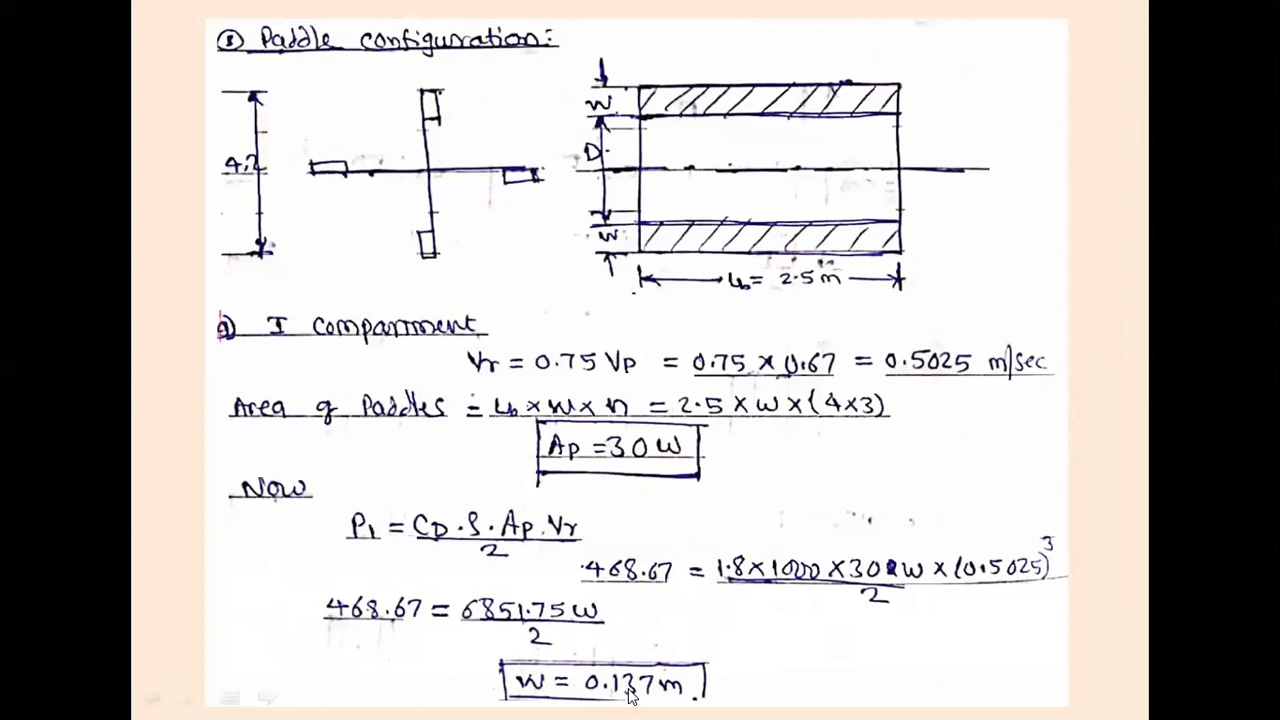 ③ Paddle configuration:
4.2
W
D
W
Lb = 2.5 m
a) I compartment
Vr = 0.75 Vp = 0.75 × 0.67 = 0.5025 m/sec
Area of Paddles = Lb × W × n = 2.5 × W × (4×3)
Ap = 30 W
Now
P1 = CD · ρ · Ap · Vr / 2
468.67 = 1.8 × 1000 × 30 W × (0.5025)³ / 2
468.67 = 6851.75 W / 2
W = 0.137 m